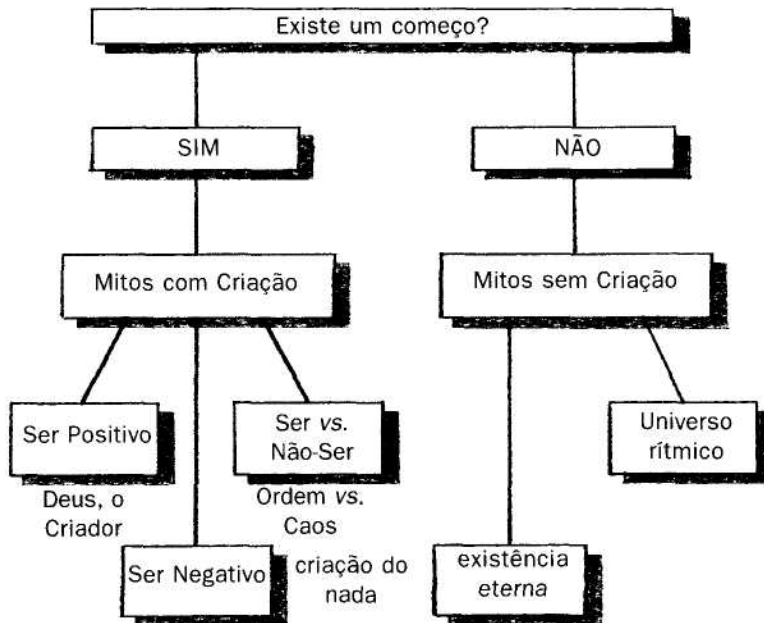 Existe um começo?
SIM
NÃO
Mitos com Criação
Mitos sem Criação
Ser Positivo
Deus, o
Criador
Ser vs.
Não-Ser
Ordem vs.
Caos
Universo
rítmico
Ser Negativo
criação do
nada
existência
eterna